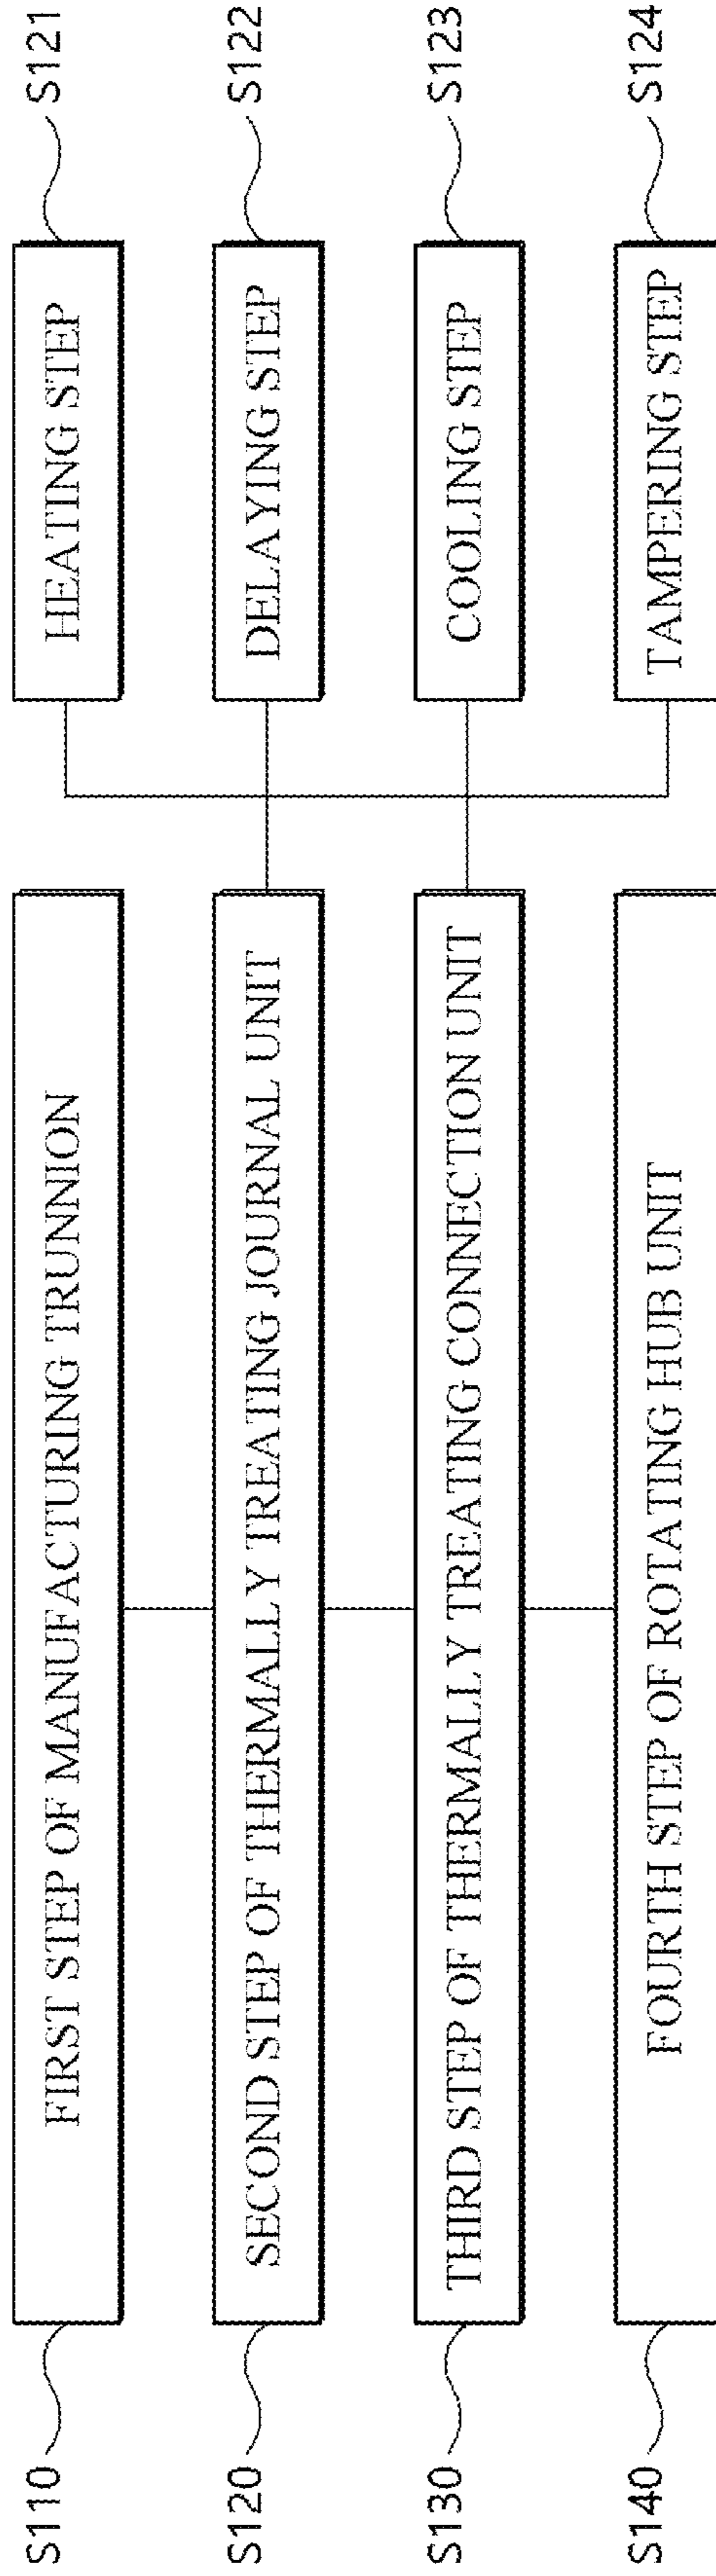 S110
FIRST STEP OF MANUFACTURING TRUNNION
HEATING STEP
S121
S120
SECOND STEP OF THERMALLY TREATING JOURNAL UNIT
DELAYING STEP
S122
S130
THIRD STEP OF THERMALLY TREATING CONNECTION UNIT
COOLING STEP
S123
S140
FOURTH STEP OF ROTATING HUB UNIT
TAMPERING STEP
S124